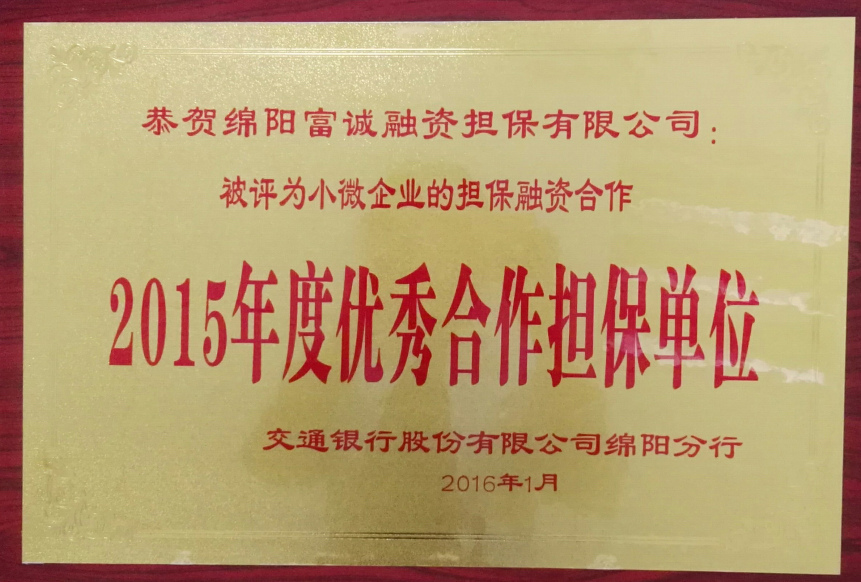 恭贺绵阳富诚融资担保有限公司：
被评为小微企业的担保融资合作
2015年度优秀合作担保单位
交通银行股份有限公司绵阳分行
2016年1月